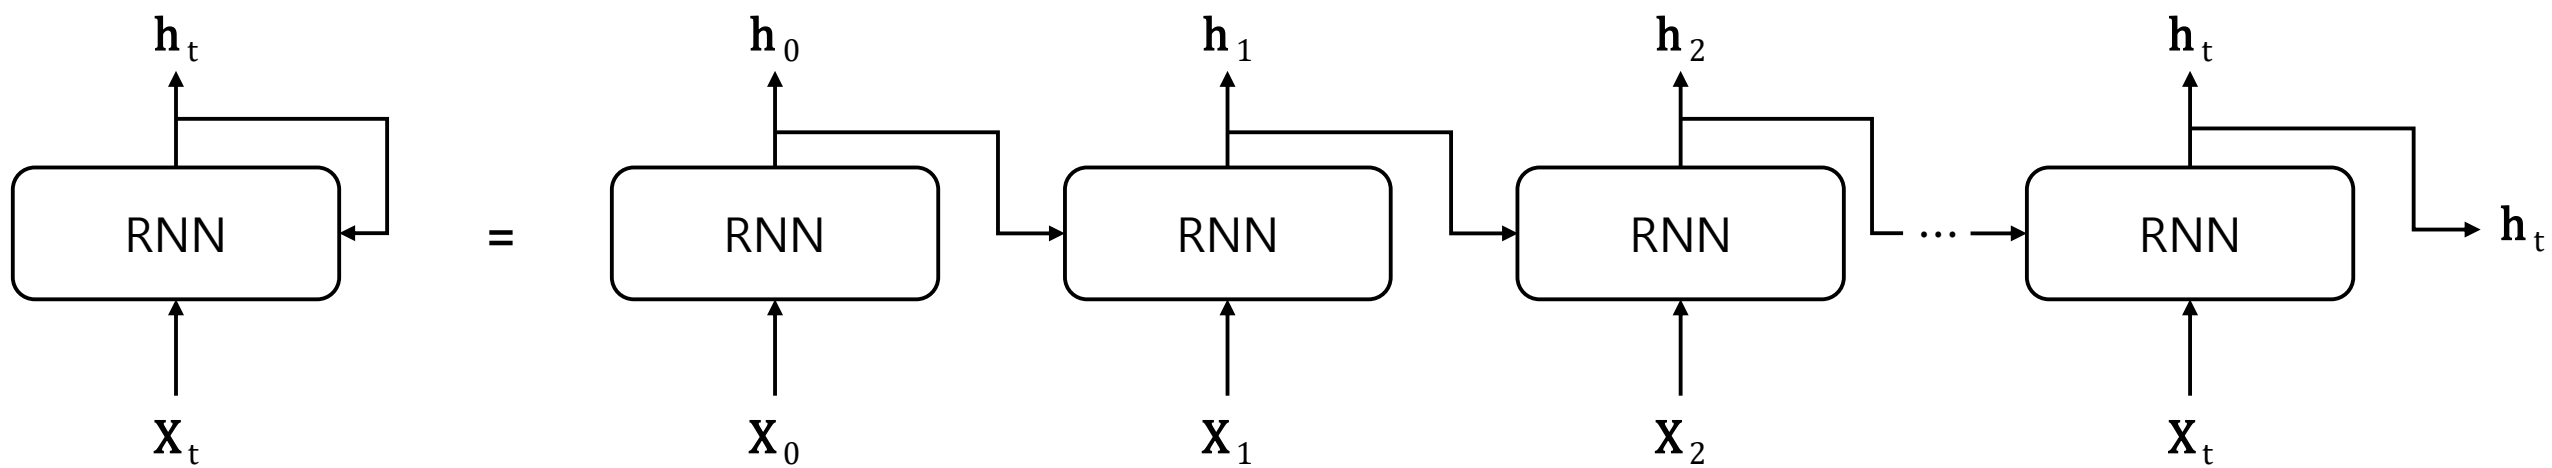 h t h 0 h 1 h 2 h t
RNN = RNN RNN RNN ... RNN h t
x t x 0 x 1 x 2 x t